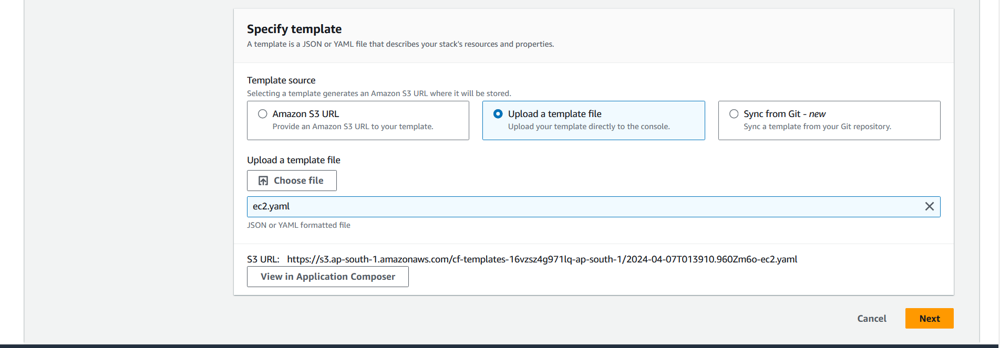 Specify template
A template is a JSON or YAML file that describes your stack's resources and properties.
Template source
Selecting a template generates an Amazon S3 URL where it will be stored.
Amazon S3 URL
Provide an Amazon S3 URL to your template.
Upload a template file
Upload your template directly to the console.
Sync from Git - new
Sync a template from your Git repository.
Upload a template file
Choose file
ec2.yaml
JSON or YAML formatted file
S3 URL: https://s3.ap-south-1.amazonaws.com/cf-templates-16vzsz4g971lq-ap-south-1/2024-04-07T013910.960Zm6o-ec2.yaml
View in Application Composer
Cancel
Next